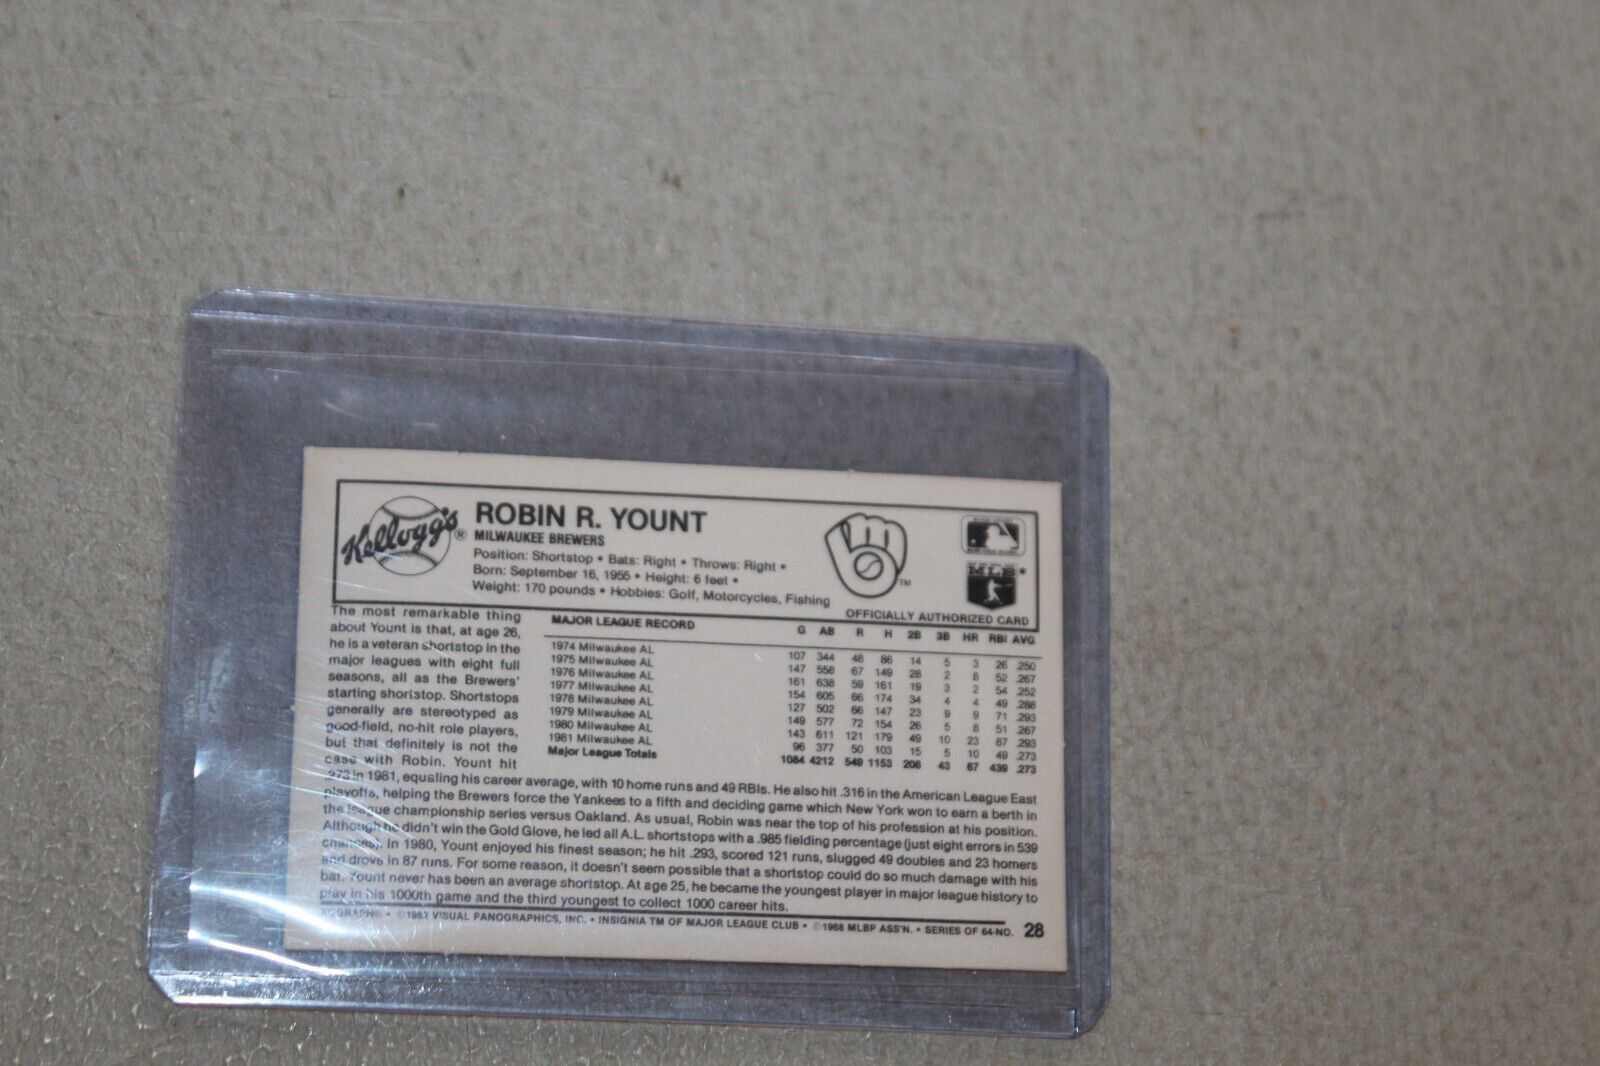 Kellogg's ®
ROBIN R. YOUNT
MILWAUKEE BREWERS
Position: Shortstop • Bats: Right • Throws: Right •
Born: September 16, 1955 • Height: 6 feet •
Weight: 170 pounds • Hobbies: Golf, Motorcycles, Fishing
TM
MLB
OFFICIALLY AUTHORIZED CARD
The most remarkable thing
about Yount is that, at age 26,
he is a veteran shortstop in the
major leagues with eight full
seasons, all as the Brewers'
starting shortstop. Shortstops
generally are stereotyped as
good-field, no-hit role players,
but that definitely is not the
case with Robin. Yount hit
.273 in 1981, equaling his career average, with 10 home runs and 49 RBIs. He also hit .316 in the American League East
playoffs, helping the Brewers force the Yankees to a fifth and deciding game which New York won to earn a berth in
the league championship series versus Oakland. As usual, Robin was near the top of his profession at his position.
Although he didn't win the Gold Glove, he led all A.L. shortstops with a .985 fielding percentage (just eight errors in 539
chances). In 1980, Yount enjoyed his finest season; he hit .293, scored 121 runs, slugged 49 doubles and 23 homers
and drove in 87 runs. For some reason, it doesn't seem possible that a shortstop could do so much damage with his
bat. Yount never has been an average shortstop. At age 25, he became the youngest player in major league history to
play in his 1000th game and the third youngest to collect 1000 career hits.
MAJOR LEAGUE RECORD G AB R H 2B 3B HR RBI AVG
1974 Milwaukee AL 107 344 48 86 14 5 3 26 .250
1975 Milwaukee AL 147 558 67 149 28 2 8 52 .267
1976 Milwaukee AL 161 638 59 161 19 3 2 54 .252
1977 Milwaukee AL 154 605 66 174 34 4 4 49 .288
1978 Milwaukee AL 127 502 66 147 23 9 9 71 .293
1979 Milwaukee AL 149 577 72 154 26 5 8 51 .267
1980 Milwaukee AL 143 611 121 179 49 10 23 87 .293
1981 Milwaukee AL 96 377 50 103 15 5 10 49 .273
Major League Totals 1084 4212 549 1153 208 43 67 439 .273
XOGRAPH® • ©1982 VISUAL PANOGRAPHICS, INC. • INSIGNIA TM OF MAJOR LEAGUE CLUB • ©1968 MLBP ASS'N. • SERIES OF 64-NO. 28